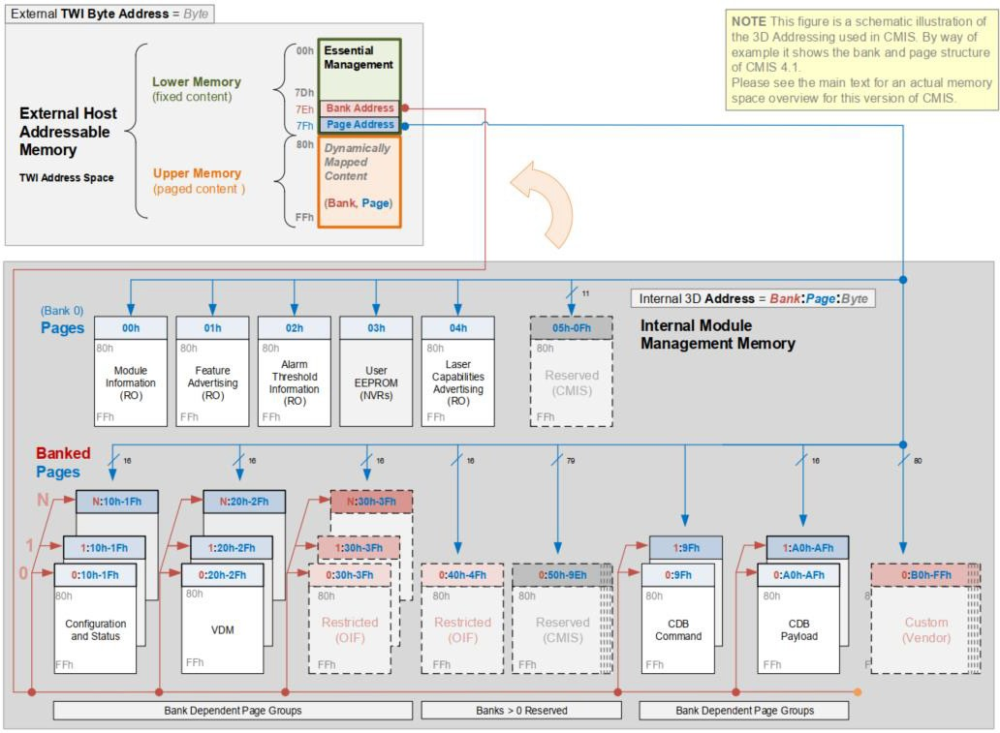 External TWI Byte Address = Byte
NOTE This figure is a schematic illustration of
the 3D Addressing used in CMIS. By way of
example it shows the bank and page structure
of CMIS 4.1.
Please see the main text for an actual memory
space overview for this version of CMIS.
External Host
Addressable
Memory
TWI Address Space
Lower Memory
(fixed content)
Upper Memory
(paged content )
00h
7Dh
7Eh
7Fh
80h
FFh
Essential
Management
Bank Address
Page Address
Dynamically
Mapped
Content
(Bank, Page)
Internal 3D Address = Bank:Page:Byte
Internal Module
Management Memory
(Bank 0)
Pages
00h
80h
Module
Information
(RO)
FFh
01h
80h
Feature
Advertising
(RO)
FFh
02h
80h
Alarm
Threshold
Information
(RO)
FFh
03h
80h
User
EEPROM
(NVRs)
FFh
04h
80h
Laser
Capabilities
Advertising
(RO)
FFh
11
05h-0Fh
80h
Reserved
(CMIS)
FFh
Banked
Pages
N
1
0
16
N:10h-1Fh
1:10h-1Fh
0:10h-1Fh
80h
Configuration
and Status
FFh
16
N:20h-2Fh
1:20h-2Fh
0:20h-2Fh
80h
VDM
FFh
16
N:30h-3Fh
1:30h-3Fh
0:30h-3Fh
80h
Restricted
(OIF)
FFh
16
0:40h-4Fh
80h
Restricted
(OIF)
FFh
79
0:50h-9Eh
80h
Reserved
(CMIS)
FFh
1:9Fh
0:9Fh
80h
CDB
Command
FFh
16
1:A0h-AFh
0:A0h-AFh
80h
CDB
Payload
FFh
80
0:B0h-FFh
8
Custom
(Vendor)
F
Bank Dependent Page Groups
Banks > 0 Reserved
Bank Dependent Page Groups